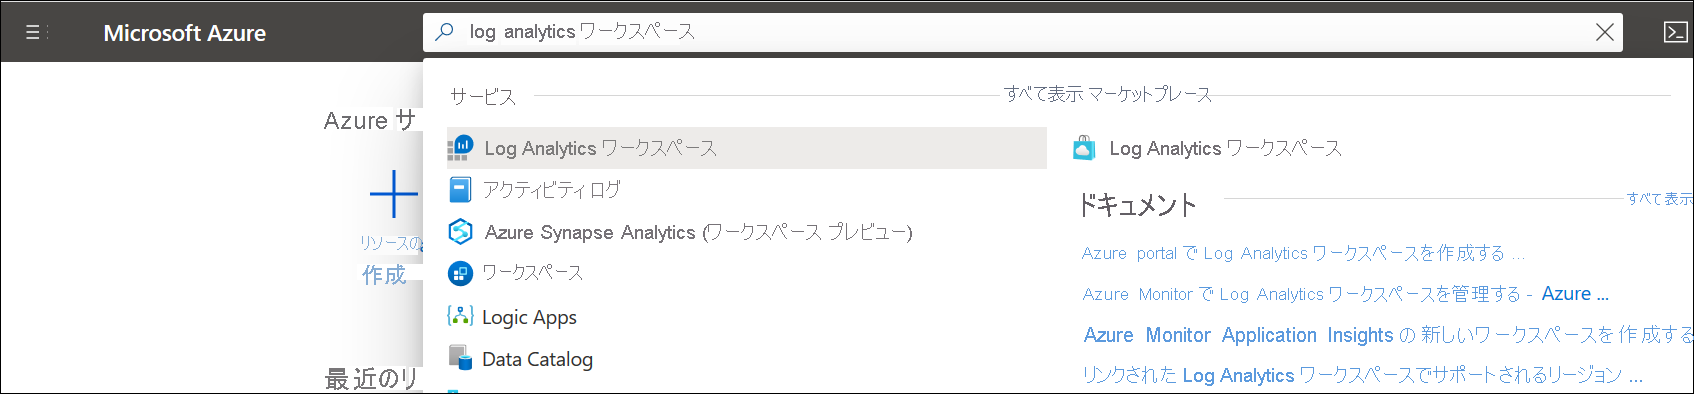 Microsoft Azure
log analytics ワークスペース
サービス
すべて表示 マーケットプレース
Azure サ
Log Analytics ワークスペース
Log Analytics ワークスペース
アクティビティ ログ
ドキュメント
すべて表示
Azure Synapse Analytics (ワークスペース プレビュー)
リソースの
Azure portal で Log Analytics ワークスペースを作成する ...
作成
ワークスペース
Azure Monitor で Log Analytics ワークスペースを管理する - Azure ...
Logic Apps
Azure Monitor Application Insights の新しいワークスペースを作成する
Data Catalog
リンクされた Log Analytics ワークスペースでサポートされるリージョン ...
最近のリ